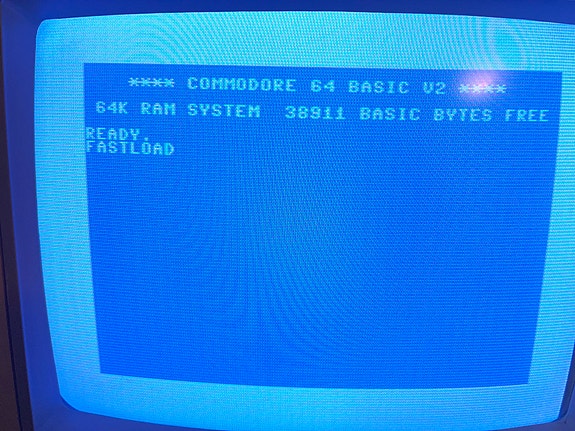 **** COMMODORE 64 BASIC V2 ****
64K RAM SYSTEM 38911 BASIC BYTES FREE
READY.
FASTLOAD